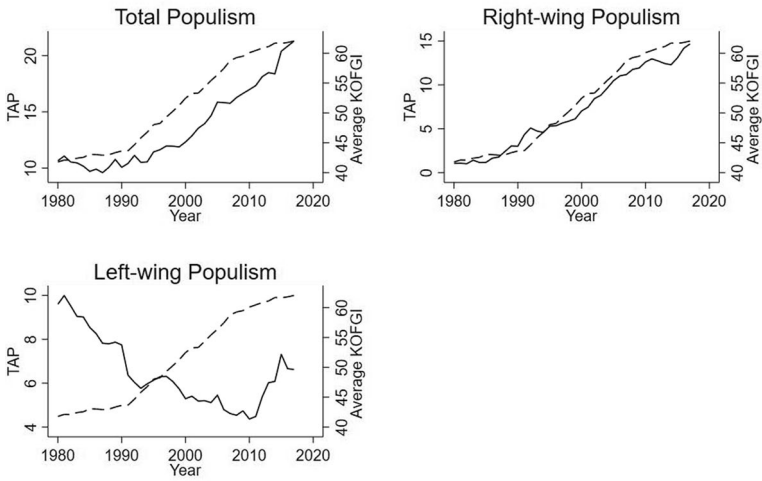 Total Populism
TAP
20
15
10
Average KOFGI
60
55
50
45
40
1980 1990 2000 2010 2020
Year
Right-wing Populism
TAP
15
10
5
0
Average KOFGI
60
55
50
45
40
1980 1990 2000 2010 2020
Year
Left-wing Populism
TAP
10
8
6
4
Average KOFGI
60
55
50
45
40
1980 1990 2000 2010 2020
Year